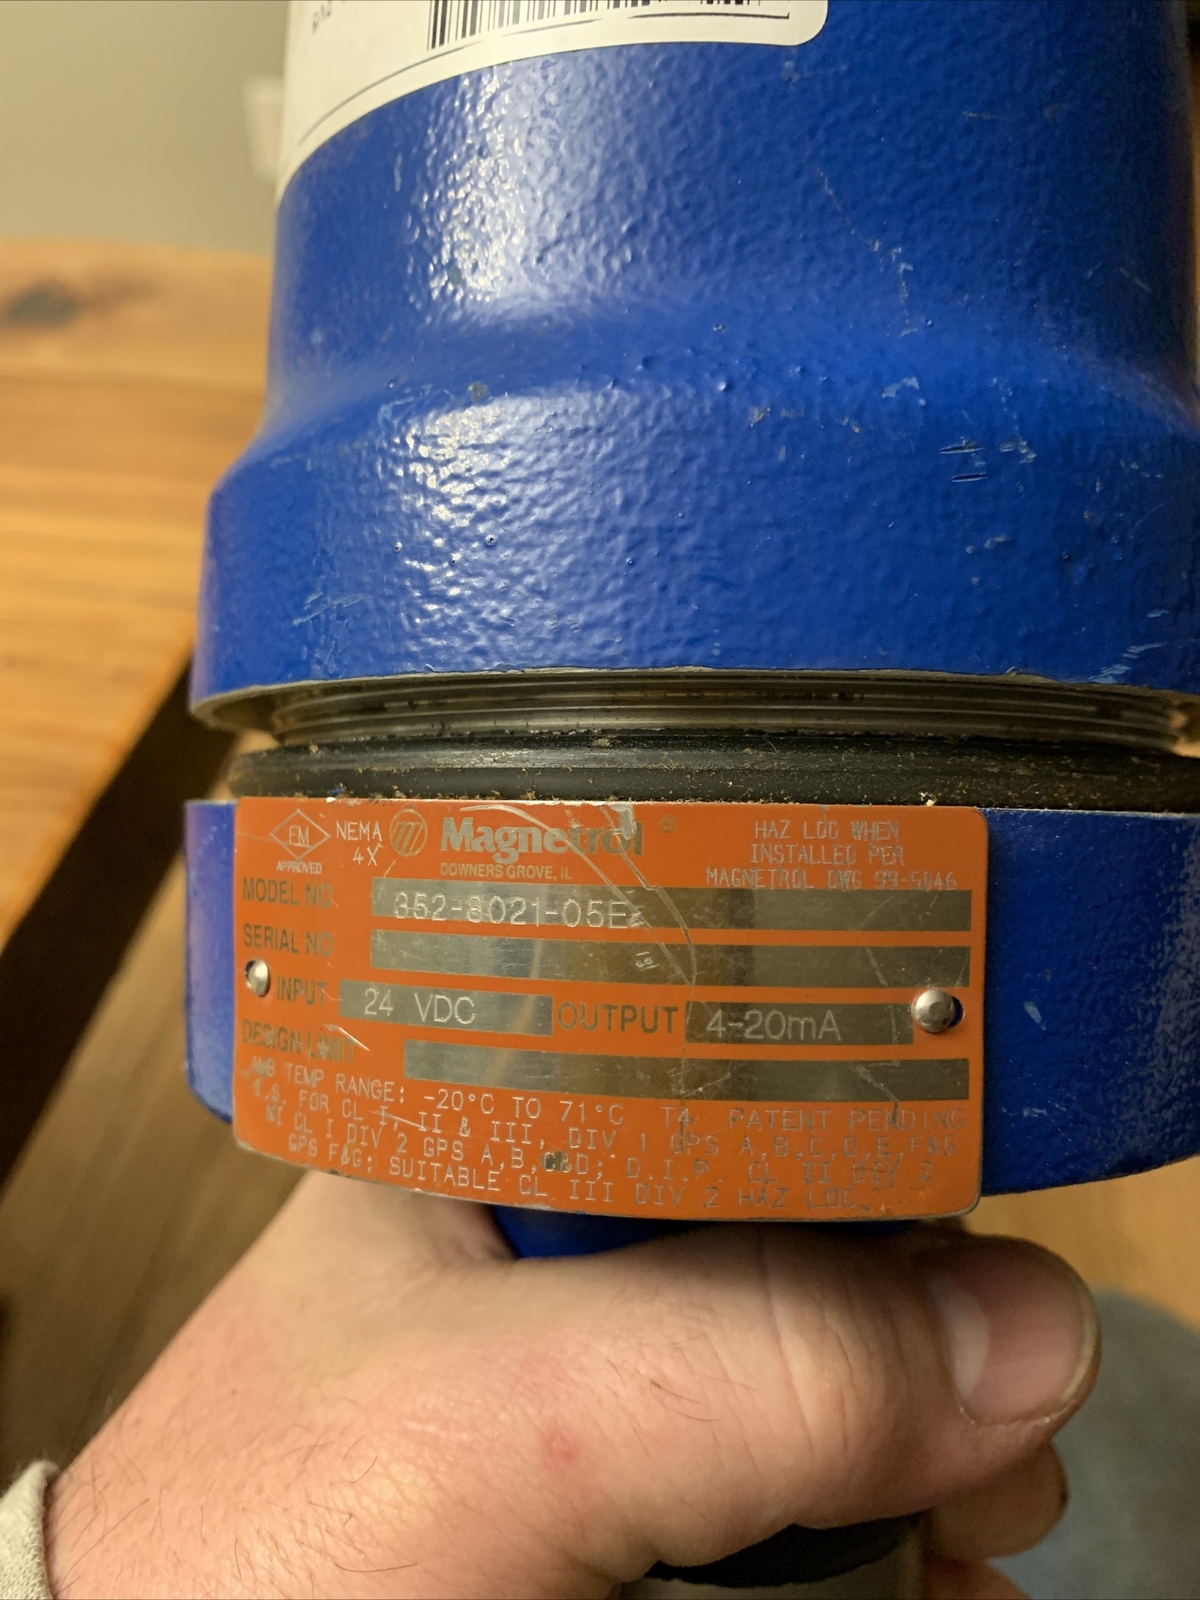 FM
APPROVED
NEMA
4X
Magnetrol®
DOWNERS GROVE, IL
HAZ LOC WHEN
INSTALLED PER
MAGNETROL DWG 99-5046
MODEL NO
352-8021-05E
SERIAL NO
INPUT 24 VDC OUTPUT 4-20mA
DESIGN LIMIT
AMB TEMP RANGE: -20°C TO 71°C T4 PATENT PENDING
I.S. FOR CL I, II & III, DIV 1 GPS A,B,C,D,E,F&G
NI CL I DIV 2 GPS A,B,C&D; D.I.P. CL II DIV 2
GPS F&G; SUITABLE CL III DIV 2 HAZ LOC